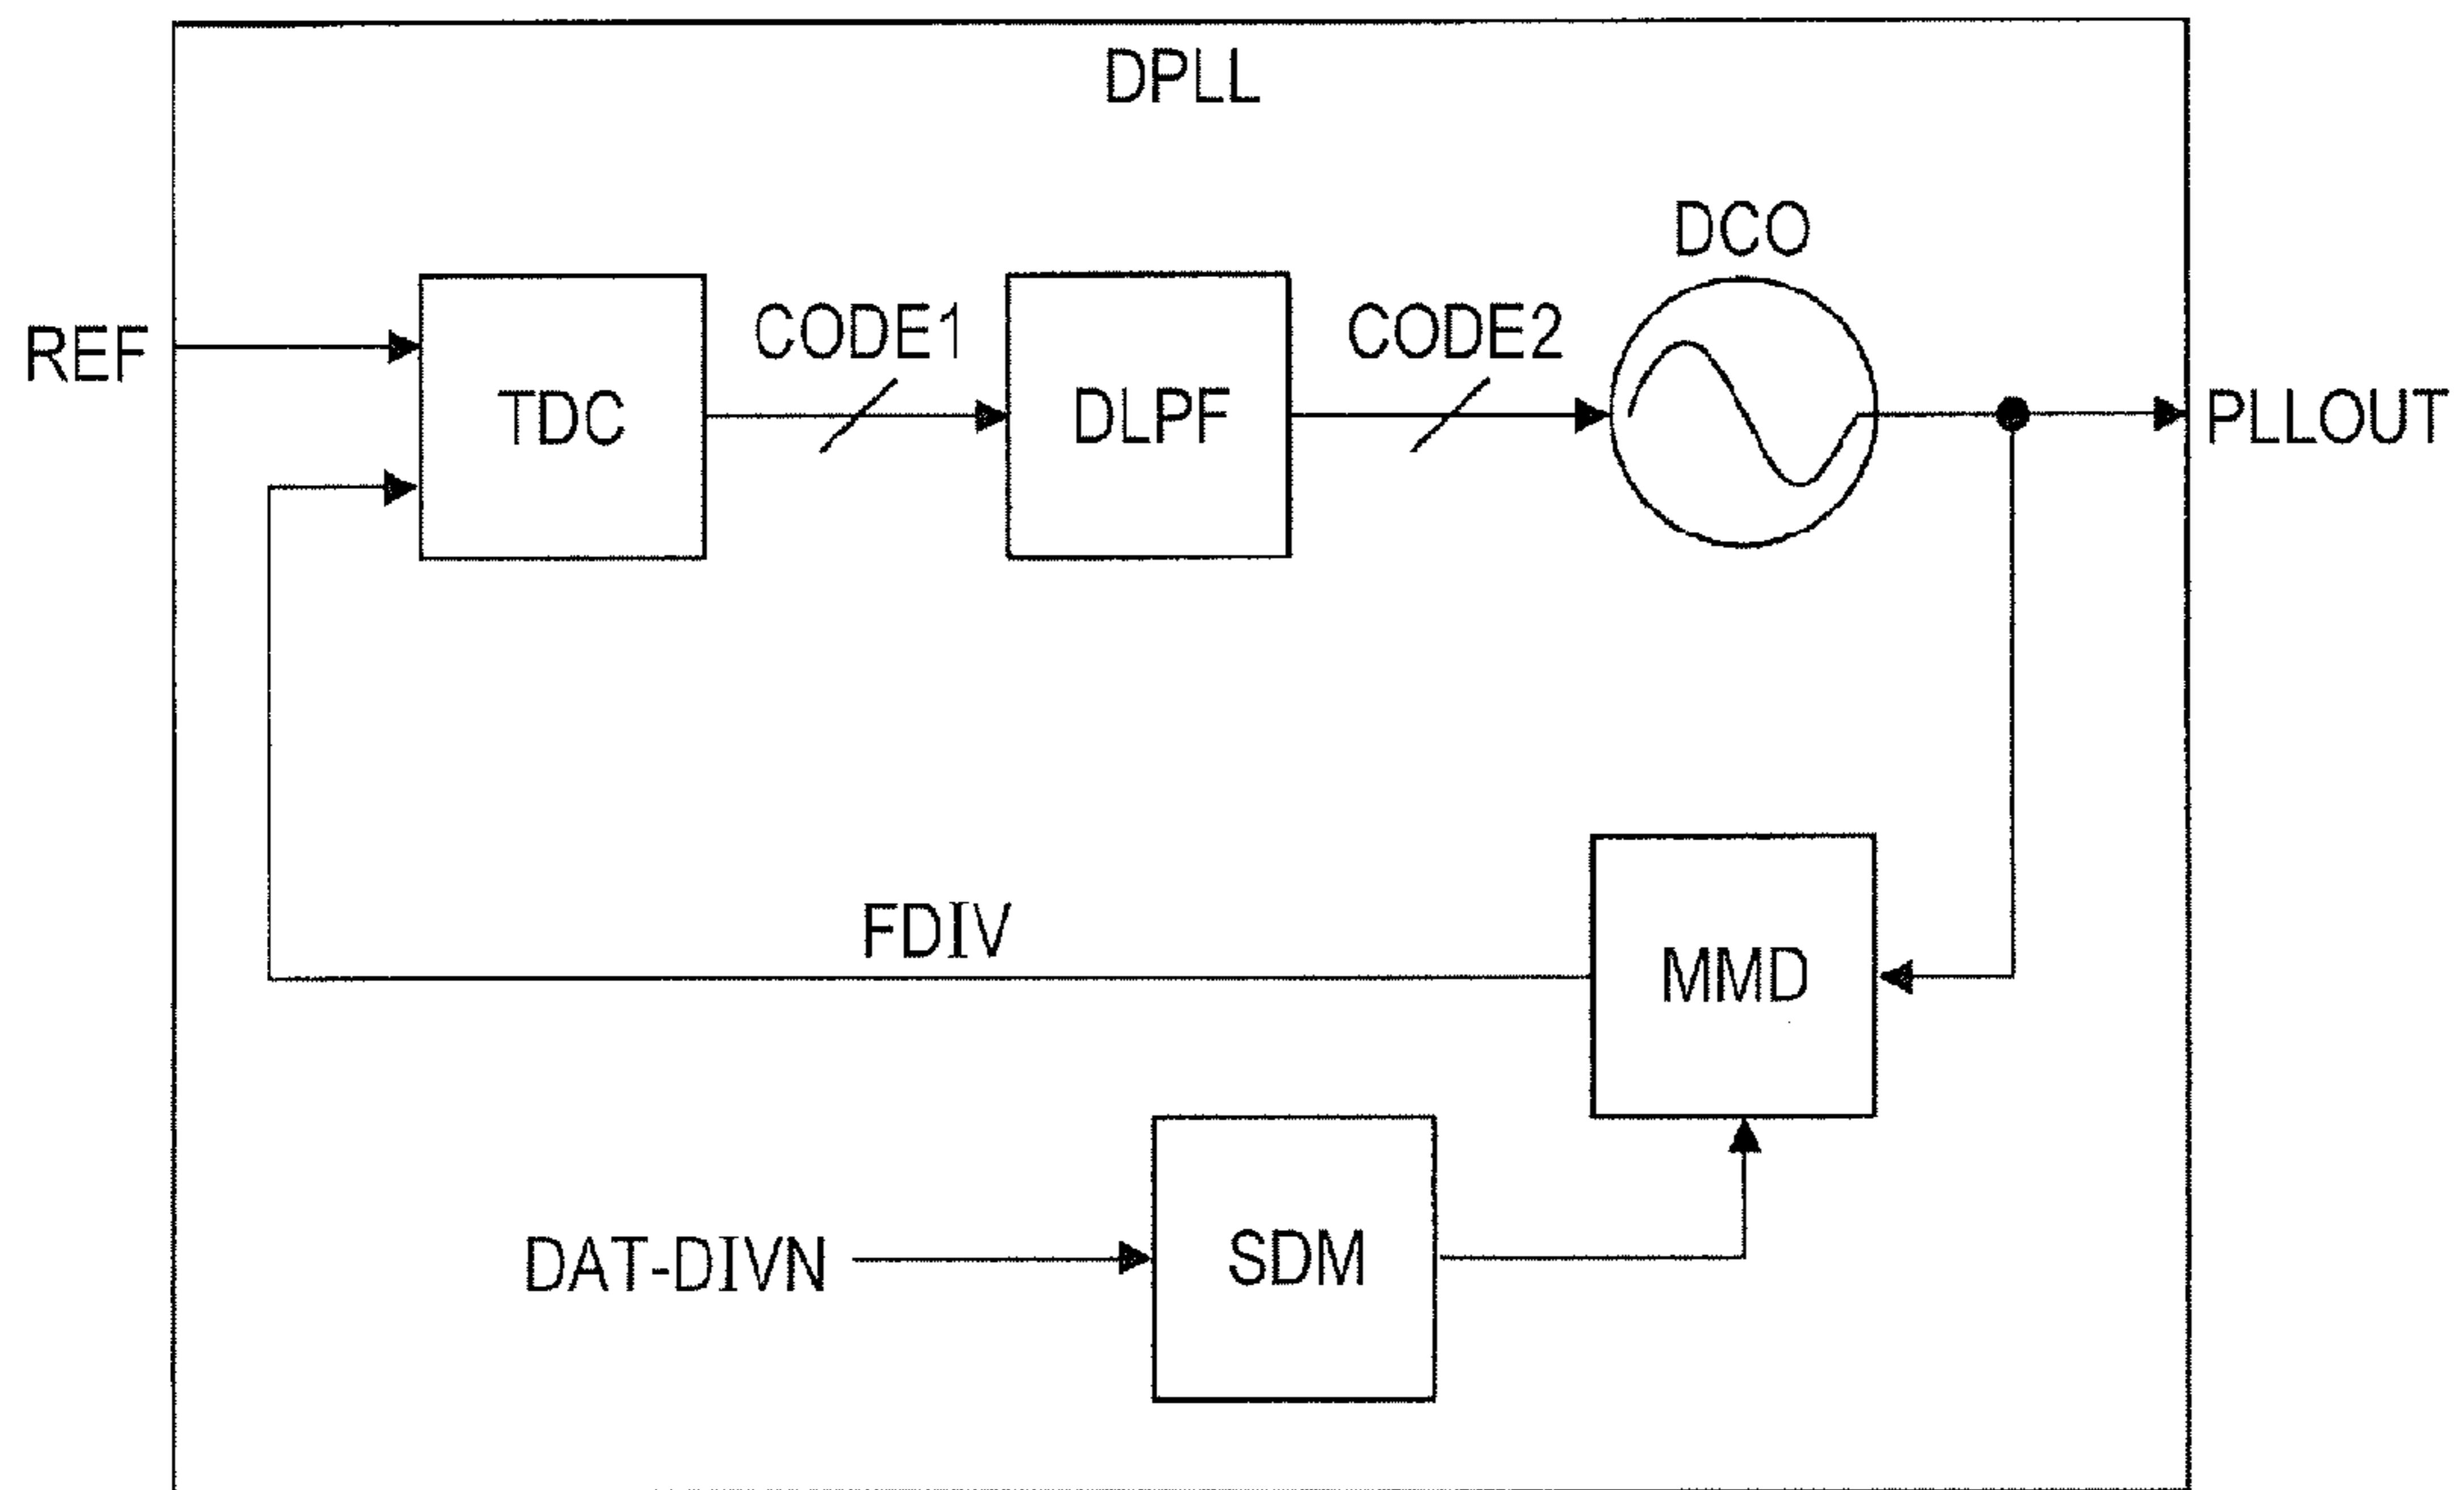 DPLL
DCO
REF
CODE1
CODE2
TDC
DLPF
PLLOUT
FDIV
MMD
DAT-DIVN
SDM